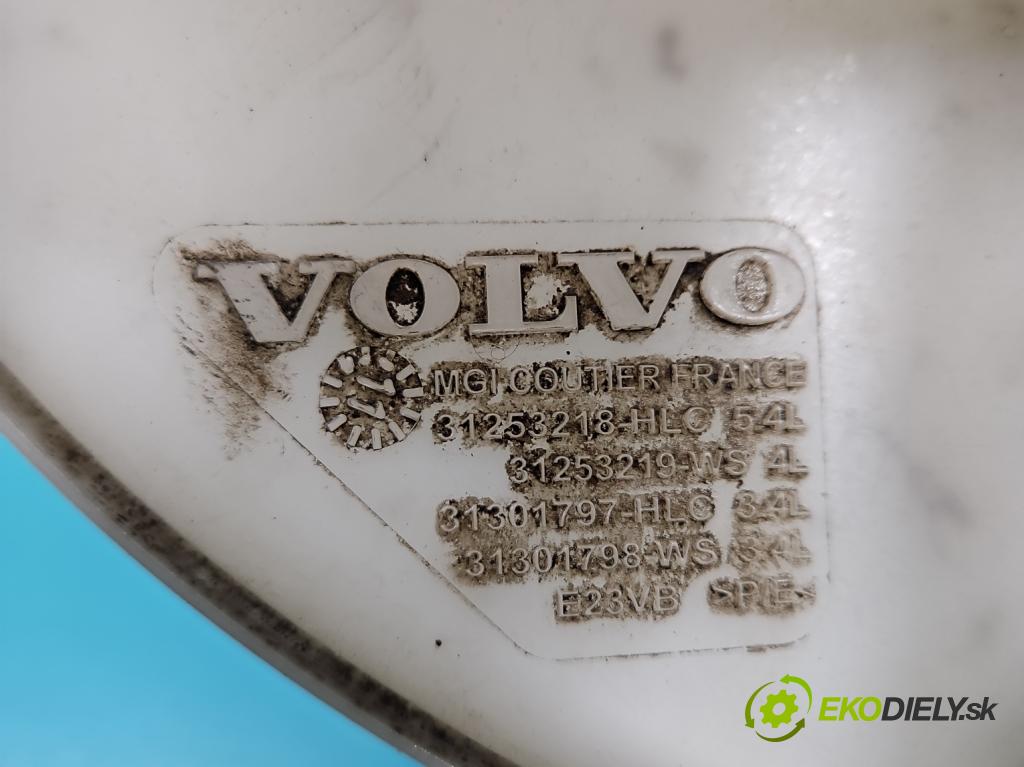 VOLVO
MGI COUTIER FRANCE
31253218-HLC 5.4L
31253219-WS 4L
31301797-HLC 3.4L
31301798-WS 3.4L
E23VB >PE<
EKODIELY.sk